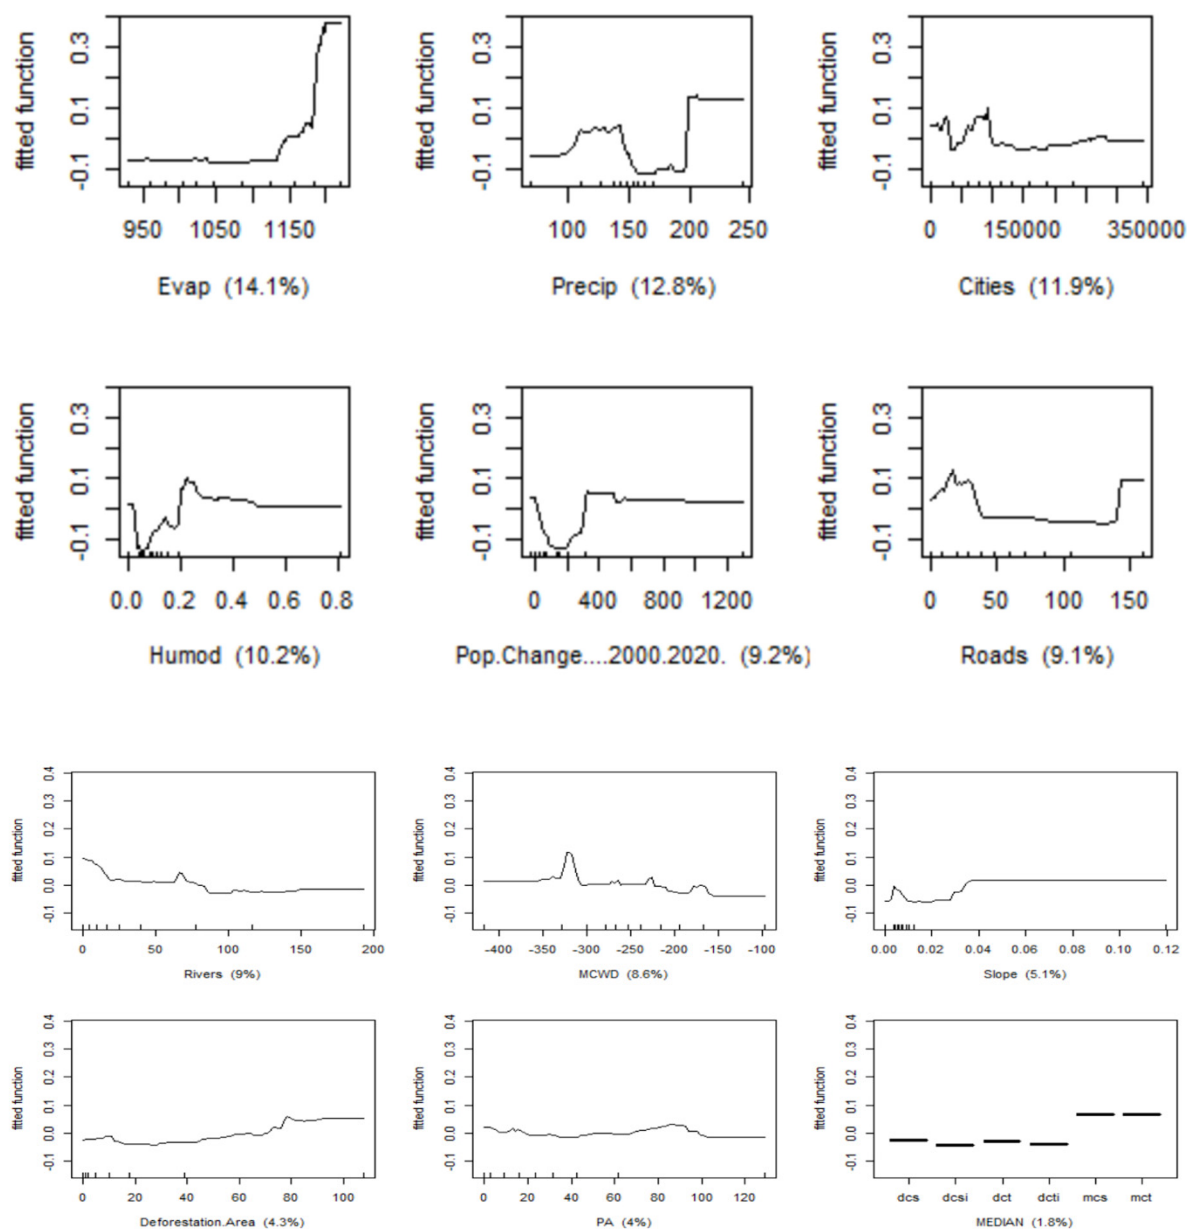 fitted function
-0.1 0.1 0.3
950 1050 1150
Evap (14.1%)
fitted function
-0.1 0.1 0.3
100 150 200 250
Precip (12.8%)
fitted function
-0.1 0.1 0.3
0 150000 350000
Cities (11.9%)
fitted function
-0.1 0.1 0.3
0.0 0.2 0.4 0.6 0.8
Humod (10.2%)
fitted function
-0.1 0.1 0.3
0 400 800 1200
Pop.Change....2000.2020. (9.2%)
fitted function
-0.1 0.1 0.3
0 50 100 150
Roads (9.1%)
fitted function
-0.1 0.0 0.1 0.2 0.3 0.4
0 50 100 150 200
Rivers (9%)
fitted function
-0.1 0.0 0.1 0.2 0.3 0.4
-400 -350 -300 -250 -200 -150 -100
MCWD (8.6%)
fitted function
-0.1 0.0 0.1 0.2 0.3 0.4
0.00 0.02 0.04 0.06 0.08 0.10 0.12
Slope (5.1%)
fitted function
-0.1 0.0 0.1 0.2 0.3 0.4
0 20 40 60 80 100
Deforestation.Area (4.3%)
fitted function
-0.1 0.0 0.1 0.2 0.3 0.4
0 20 40 60 80 100 120
PA (4%)
fitted function
-0.1 0.0 0.1 0.2 0.3 0.4
dcs dcsi dct dcti mcs mct
MEDIAN (1.8%)